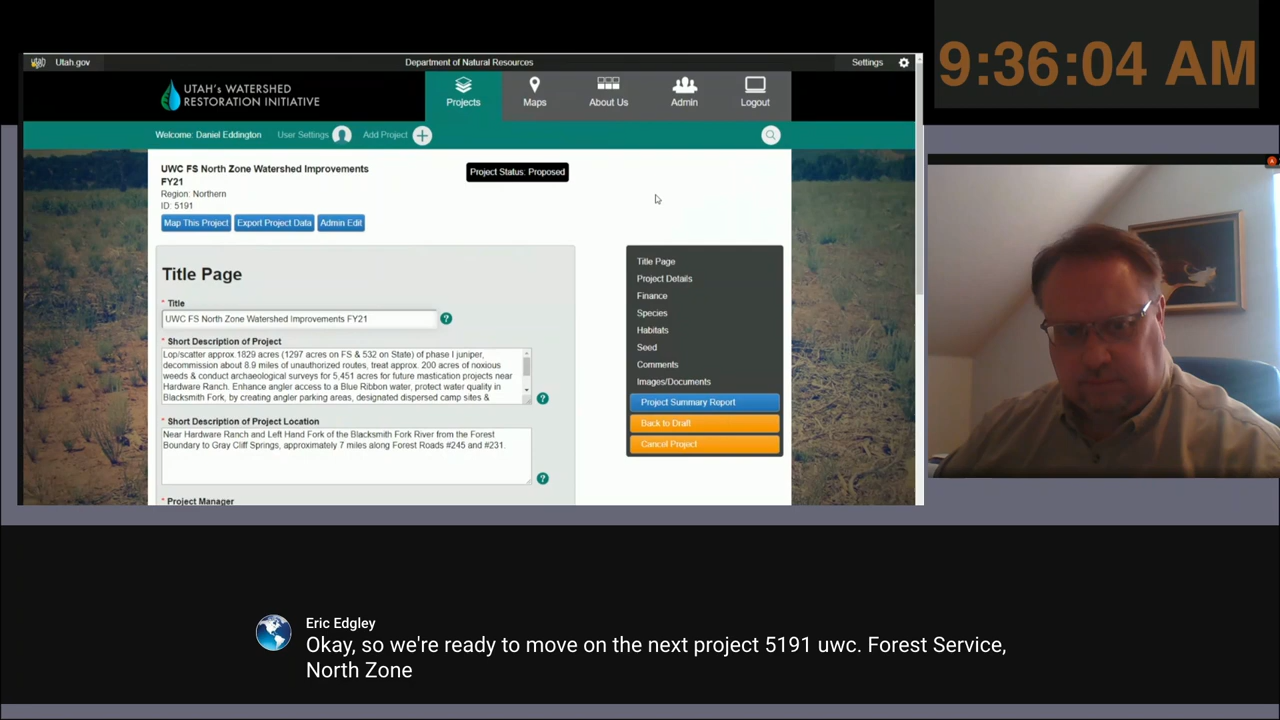 9:36:04 AM
Utah.gov
Department of Natural Resources
Settings
UTAH'S WATERSHED
RESTORATION INITIATIVE
Projects
Maps
About Us
Admin
Logout
Welcome: Daniel Eddington
User Settings
Add Project
UWC FS North Zone Watershed Improvements
FY21
Region: Northern
ID: 5191
Project Status: Proposed
Map This Project
Export Project Data
Admin Edit
Title Page
* Title
UWC FS North Zone Watershed Improvements FY21
?
* Short Description of Project
Lop/scatter approx.1829 acres (1297 acres on FS & 532 on State) of phase I juniper,
decommission about 8.9 miles of unauthorized routes, treat approx. 200 acres of noxious
weeds & conduct archaeological surveys for 5,451 acres for future mastication projects near
Hardware Ranch. Enhance angler access to a Blue Ribbon water, protect water quality in
Blacksmith Fork, by creating angler parking areas, designated dispersed camp sites &
?
* Short Description of Project Location
Near Hardware Ranch and Left Hand Fork of the Blacksmith Fork River from the Forest
Boundary to Gray Cliff Springs, approximately 7 miles along Forest Roads #245 and #231.
?
* Project Manager
Title Page
Project Details
Finance
Species
Habitats
Seed
Comments
Images/Documents
Project Summary Report
Back to Draft
Cancel Project
Eric Edgley
Okay, so we're ready to move on the next project 5191 uwc. Forest Service,
North Zone